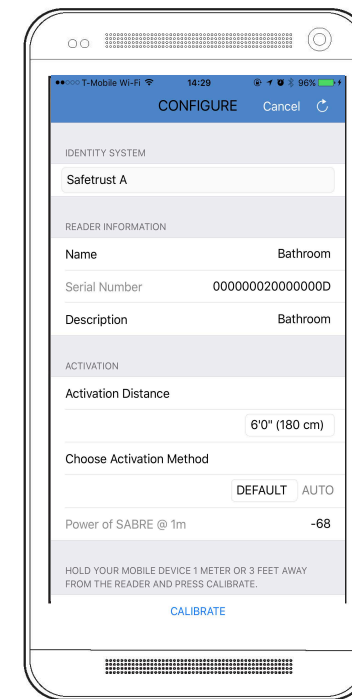 T-Mobile Wi-Fi 14:29 96%
CONFIGURE Cancel
IDENTITY SYSTEM
Safetrust A
READER INFORMATION
Name Bathroom
Serial Number 000000020000000D
Description Bathroom
ACTIVATION
Activation Distance
6'0" (180 cm)
Choose Activation Method
DEFAULT AUTO
Power of SABRE @ 1m -68
HOLD YOUR MOBILE DEVICE 1 METER OR 3 FEET AWAY
FROM THE READER AND PRESS CALIBRATE.
CALIBRATE